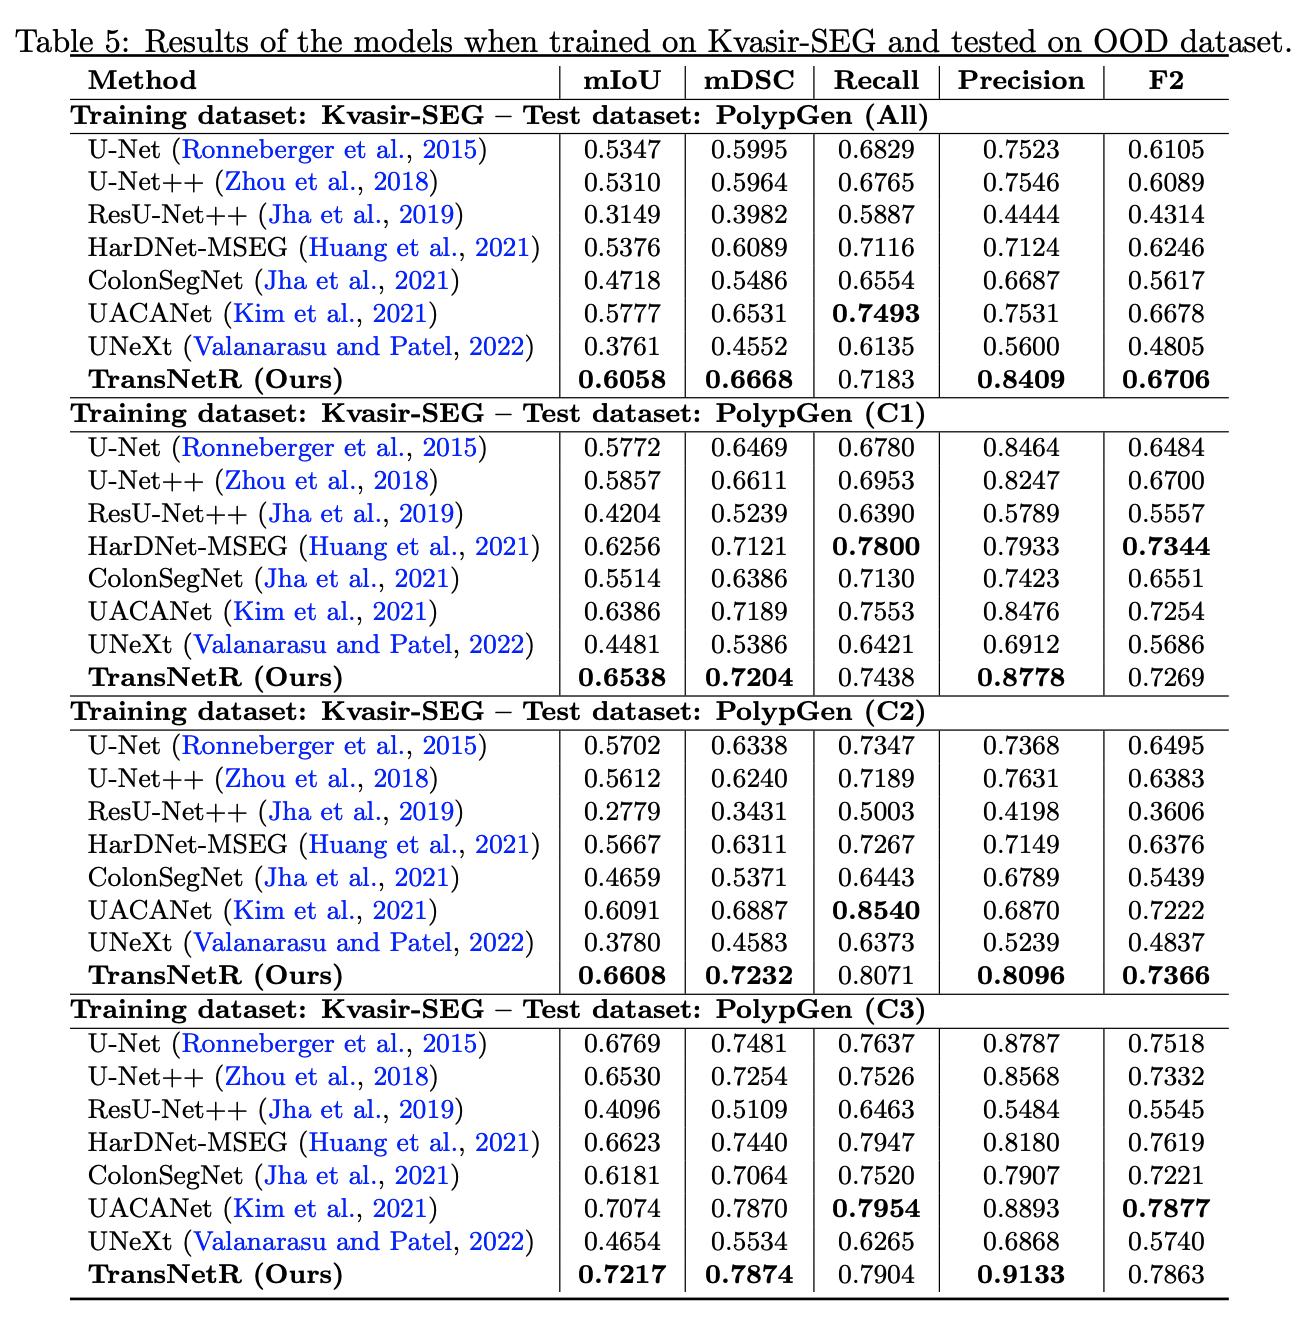 Table 5: Results of the models when trained on Kvasir-SEG and tested on OOD dataset.
Method mIoU mDSC Recall Precision F2
Training dataset: Kvasir-SEG – Test dataset: PolypGen (All)
U-Net (Ronneberger et al., 2015) 0.5347 0.5995 0.6829 0.7523 0.6105
U-Net++ (Zhou et al., 2018) 0.5310 0.5964 0.6765 0.7546 0.6089
ResU-Net++ (Jha et al., 2019) 0.3149 0.3982 0.5887 0.4444 0.4314
HarDNet-MSEG (Huang et al., 2021) 0.5376 0.6089 0.7116 0.7124 0.6246
ColonSegNet (Jha et al., 2021) 0.4718 0.5486 0.6554 0.6687 0.5617
UACANet (Kim et al., 2021) 0.5777 0.6531 0.7493 0.7531 0.6678
UNeXt (Valanarasu and Patel, 2022) 0.3761 0.4552 0.6135 0.5600 0.4805
TransNetR (Ours) 0.6058 0.6668 0.7183 0.8409 0.6706
Training dataset: Kvasir-SEG – Test dataset: PolypGen (C1)
U-Net (Ronneberger et al., 2015) 0.5772 0.6469 0.6780 0.8464 0.6484
U-Net++ (Zhou et al., 2018) 0.5857 0.6611 0.6953 0.8247 0.6700
ResU-Net++ (Jha et al., 2019) 0.4204 0.5239 0.6390 0.5789 0.5557
HarDNet-MSEG (Huang et al., 2021) 0.6256 0.7121 0.7800 0.7933 0.7344
ColonSegNet (Jha et al., 2021) 0.5514 0.6386 0.7130 0.7423 0.6551
UACANet (Kim et al., 2021) 0.6386 0.7189 0.7553 0.8476 0.7254
UNeXt (Valanarasu and Patel, 2022) 0.4481 0.5386 0.6421 0.6912 0.5686
TransNetR (Ours) 0.6538 0.7204 0.7438 0.8778 0.7269
Training dataset: Kvasir-SEG – Test dataset: PolypGen (C2)
U-Net (Ronneberger et al., 2015) 0.5702 0.6338 0.7347 0.7368 0.6495
U-Net++ (Zhou et al., 2018) 0.5612 0.6240 0.7189 0.7631 0.6383
ResU-Net++ (Jha et al., 2019) 0.2779 0.3431 0.5003 0.4198 0.3606
HarDNet-MSEG (Huang et al., 2021) 0.5667 0.6311 0.7267 0.7149 0.6376
ColonSegNet (Jha et al., 2021) 0.4659 0.5371 0.6443 0.6789 0.5439
UACANet (Kim et al., 2021) 0.6091 0.6887 0.8540 0.6870 0.7222
UNeXt (Valanarasu and Patel, 2022) 0.3780 0.4583 0.6373 0.5239 0.4837
TransNetR (Ours) 0.6608 0.7232 0.8071 0.8096 0.7366
Training dataset: Kvasir-SEG – Test dataset: PolypGen (C3)
U-Net (Ronneberger et al., 2015) 0.6769 0.7481 0.7637 0.8787 0.7518
U-Net++ (Zhou et al., 2018) 0.6530 0.7254 0.7526 0.8568 0.7332
ResU-Net++ (Jha et al., 2019) 0.4096 0.5109 0.6463 0.5484 0.5545
HarDNet-MSEG (Huang et al., 2021) 0.6623 0.7440 0.7947 0.8180 0.7619
ColonSegNet (Jha et al., 2021) 0.6181 0.7064 0.7520 0.7907 0.7221
UACANet (Kim et al., 2021) 0.7074 0.7870 0.7954 0.8893 0.7877
UNeXt (Valanarasu and Patel, 2022) 0.4654 0.5534 0.6265 0.6868 0.5740
TransNetR (Ours) 0.7217 0.7874 0.7904 0.9133 0.7863